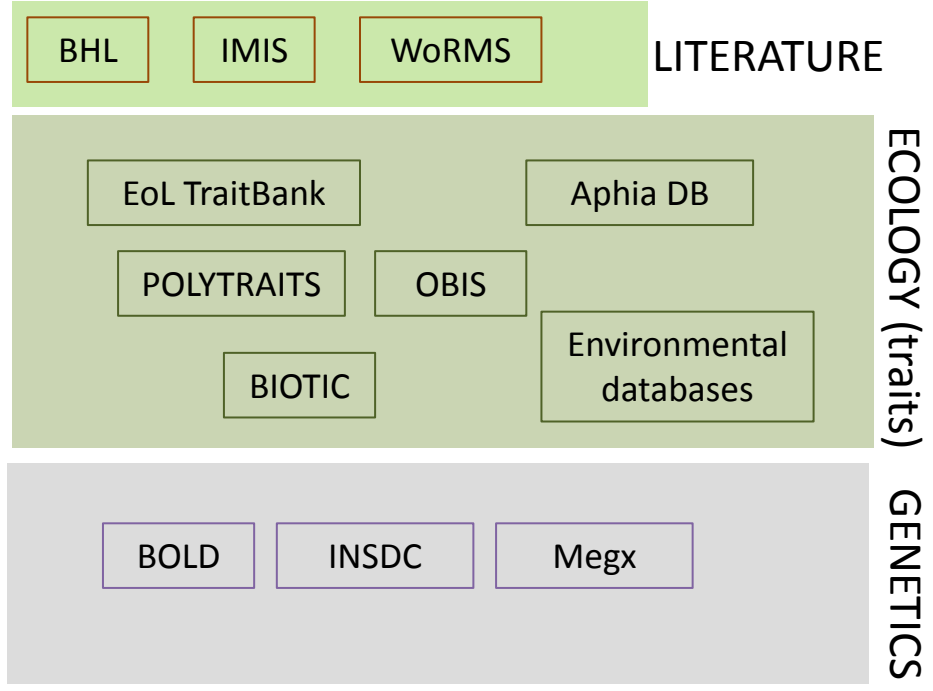 BHL
IMIS
WoRMS
LITERATURE
EoL TraitBank
Aphia DB
POLYTRAITS
OBIS
BIOTIC
Environmental
databases
ECOLOGY (traits)
BOLD
INSDC
Megx
GENETICS